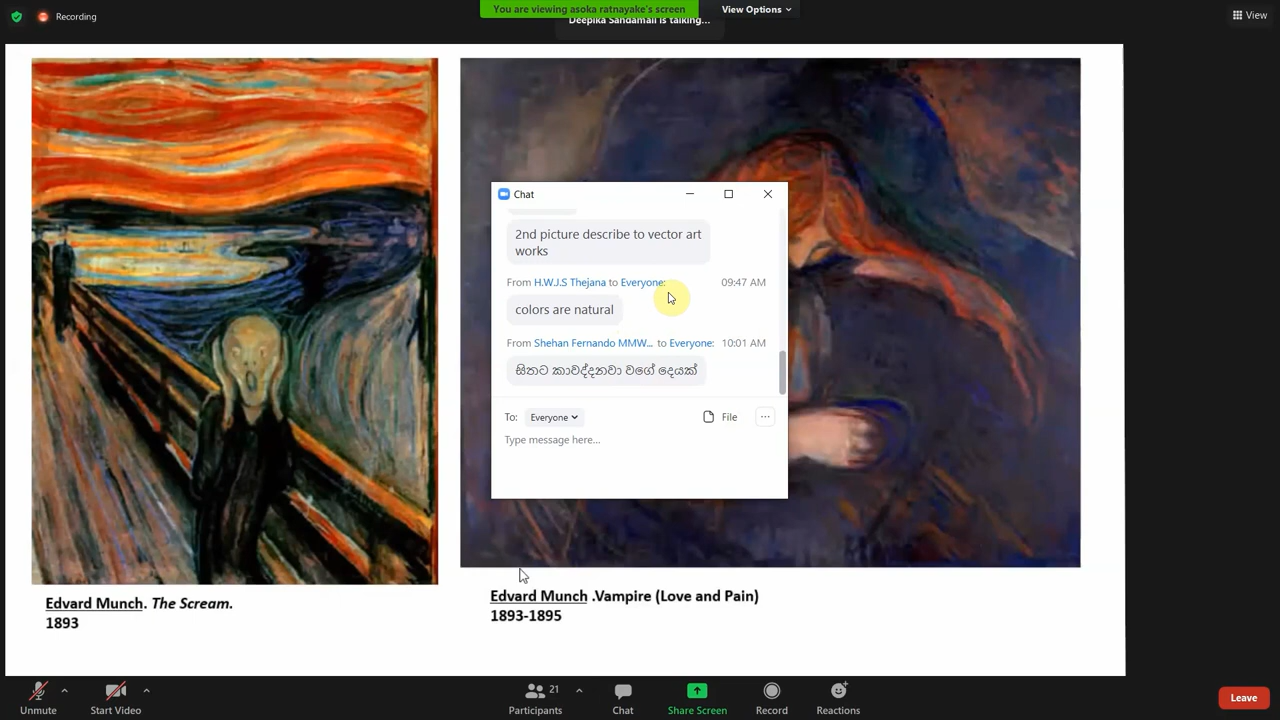 You are viewing asoka ratnayake's screen
View Options
Recording
Deepika Sandamali is talking...
View
Chat
2nd picture describe to vector art
works
From H.W.J.S Thejana to Everyone:
09:47 AM
colors are natural
From Shehan Fernando MMW... to Everyone:
10:01 AM
සිතට කාවද්දනවා වගේ දෙයක්
To: Everyone
File
Type message here...
Edvard Munch. The Scream.
1893
Edvard Munch .Vampire (Love and Pain)
1893-1895
Unmute
Start Video
21
Participants
Chat
Share Screen
Record
Reactions
Leave